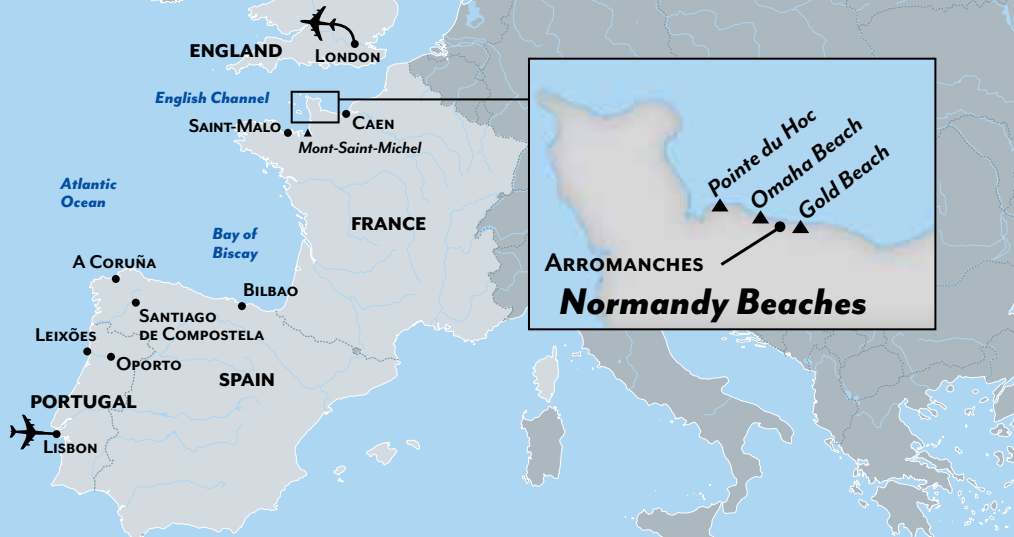 ENGLAND
LONDON
English Channel
SAINT-MALO
CAEN
Mont-Saint-Michel
Atlantic
Ocean
FRANCE
Bay of
Biscay
A CORUÑA
BILBAO
SANTIAGO
DE COMPOSTELA
LEIXÕES
OPORTO
SPAIN
PORTUGAL
LISBON
Pointe du Hoc
Omaha Beach
Gold Beach
ARROMANCHES
Normandy Beaches